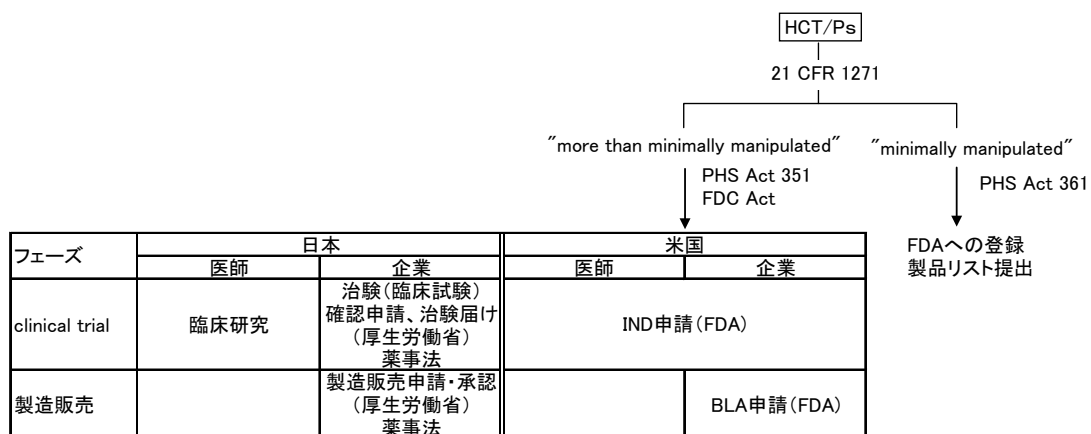 HCT/Ps
21 CFR 1271
"more than minimally manipulated"
"minimally manipulated"
PHS Act 351
FDC Act
PHS Act 361
FDAへの登録
製品リスト提出
フェーズ
日本
米国
医師
企業
医師
企業
clinical trial
臨床研究
治験(臨床試験)
確認申請、治験届け
(厚生労働省)
薬事法
IND申請(FDA)
製造販売
製造販売申請・承認
(厚生労働省)
薬事法
BLA申請(FDA)